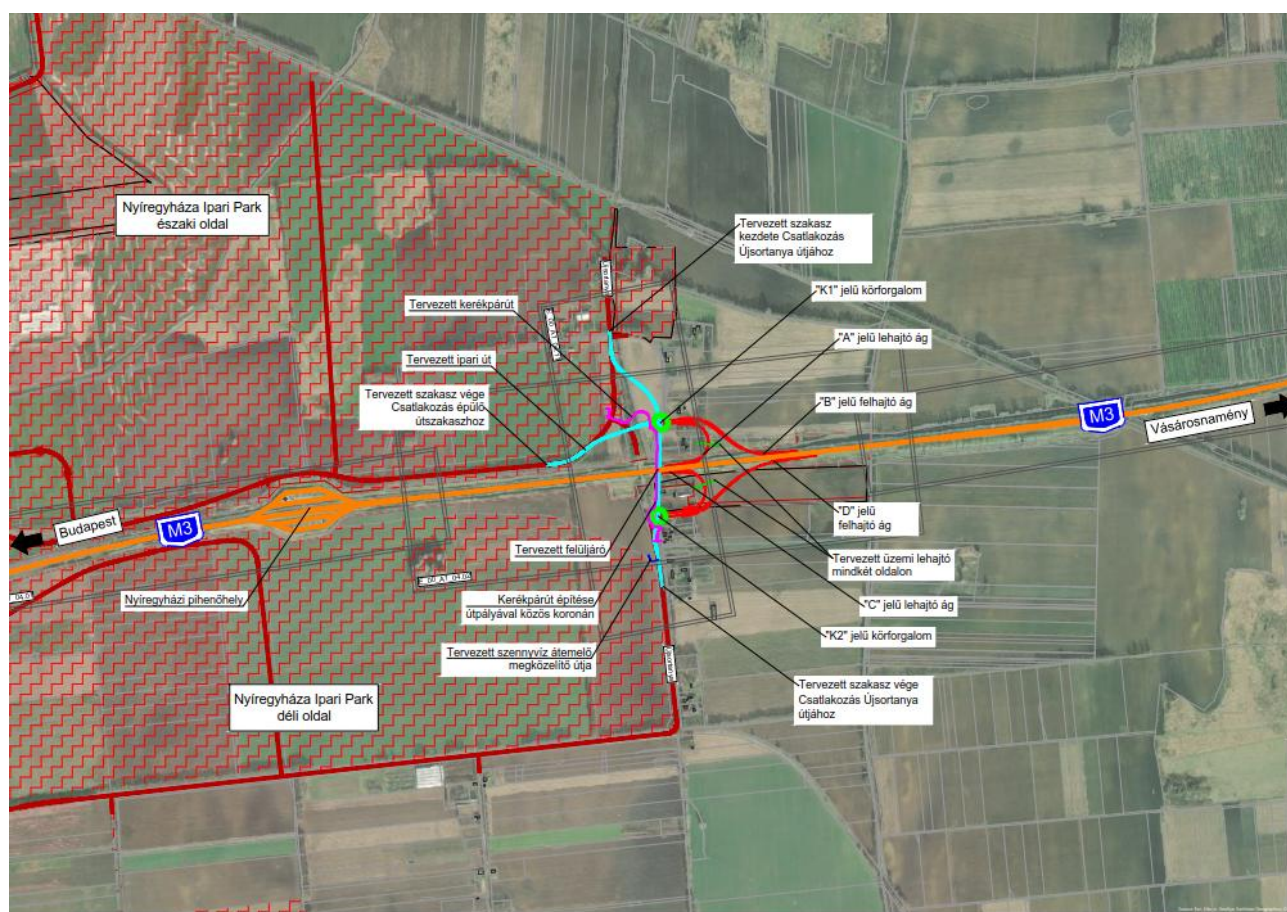 Nyíregyháza Ipari Park
északi oldal
Tervezett szakasz
kezdete Csatlakozás
Újsortanya útjához
"K1" jelű körforgalom
Tervezett kerékpárút
"A" jelű lehajtó ág
Tervezett ipari út
"B" jelű felhajtó ág
Tervezett szakasz vége
Csatlakozás épülő
útszakaszhoz
M3
Vásárosnamény
Budapest
M3
"D" jelű
felhajtó ág
Tervezett felüljáró
Tervezett üzemi lehajtó
mindkét oldalon
Nyíregyházi pihenőhely
Kerékpárút építése
útpályával közös koronán
"C" jelű lehajtó ág
"K2" jelű körforgalom
Tervezett szennyvíz átemelő
megközelítő útja
Tervezett szakasz vége
Csatlakozás Újsortanya
útjához
Nyíregyháza Ipari Park
déli oldal